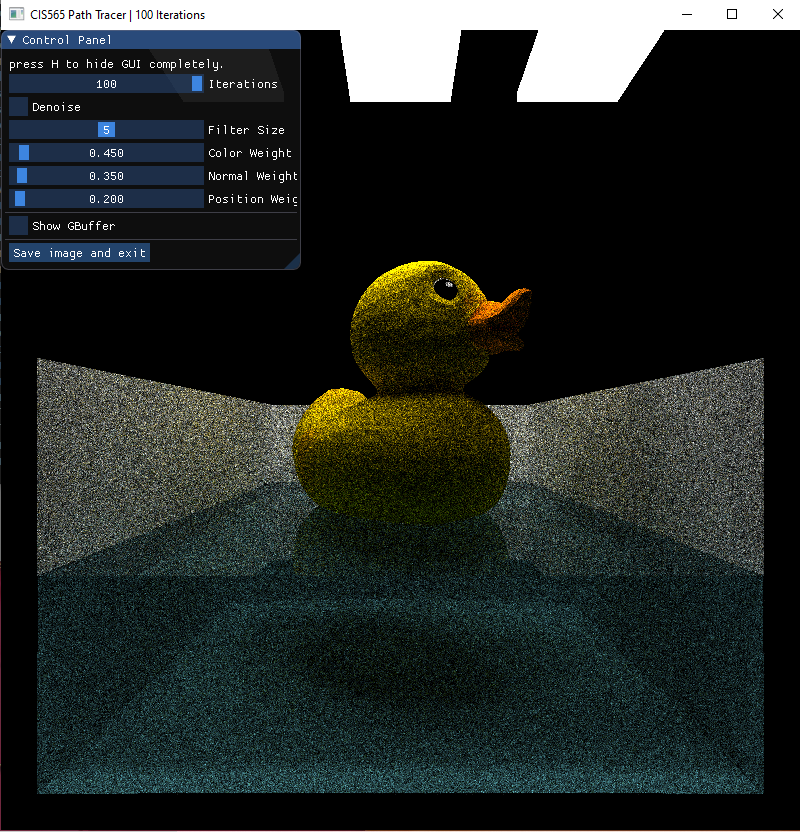 CIS565 Path Tracer | 100 Iterations
Control Panel
press H to hide GUI completely.
100 Iterations
Denoise
5 Filter Size
0.450 Color Weight
0.350 Normal Weight
0.200 Position Weig
Show GBuffer
Save image and exit